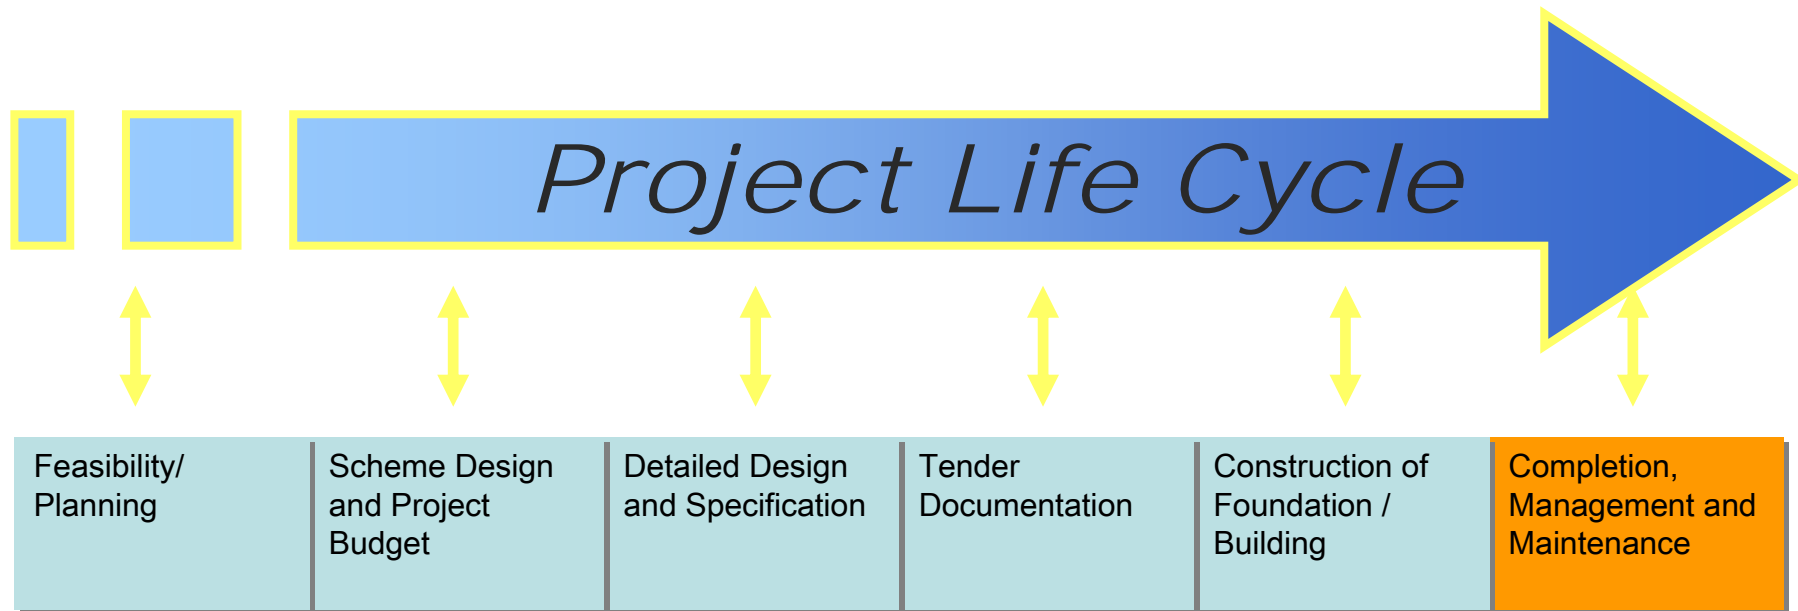 Project Life Cycle
Feasibility/
Planning
Scheme Design
and Project
Budget
Detailed Design
and Specification
Tender
Documentation
Construction of
Foundation /
Building
Completion,
Management and
Maintenance